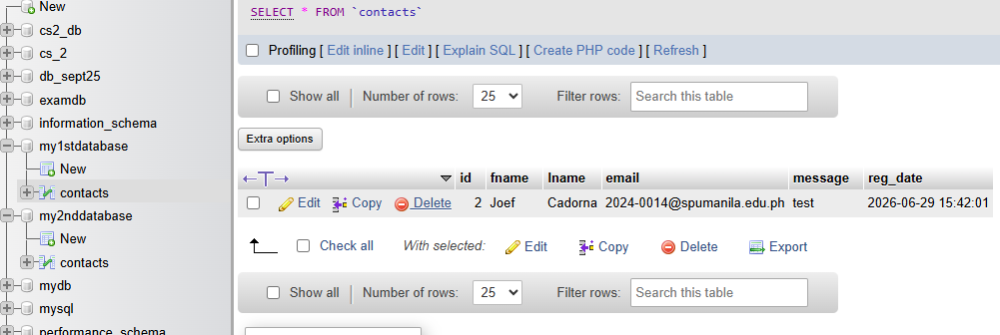 New
cs2_db
cs_2
db_sept25
examdb
information_schema
my1stdatabase
New
contacts
my2nddatabase
New
contacts
mydb
mysql
performance_schema
SELECT * FROM `contacts`
Profiling [ Edit inline ] [ Edit ] [ Explain SQL ] [ Create PHP code ] [ Refresh ]
Show all Number of rows: 25 Filter rows: Search this table
Extra options
id fname lname email message reg_date
Edit Copy Delete 2 Joef Cadorna 2024-0014@spumanila.edu.ph test 2026-06-29 15:42:01
Check all With selected: Edit Copy Delete Export
Show all Number of rows: 25 Filter rows: Search this table